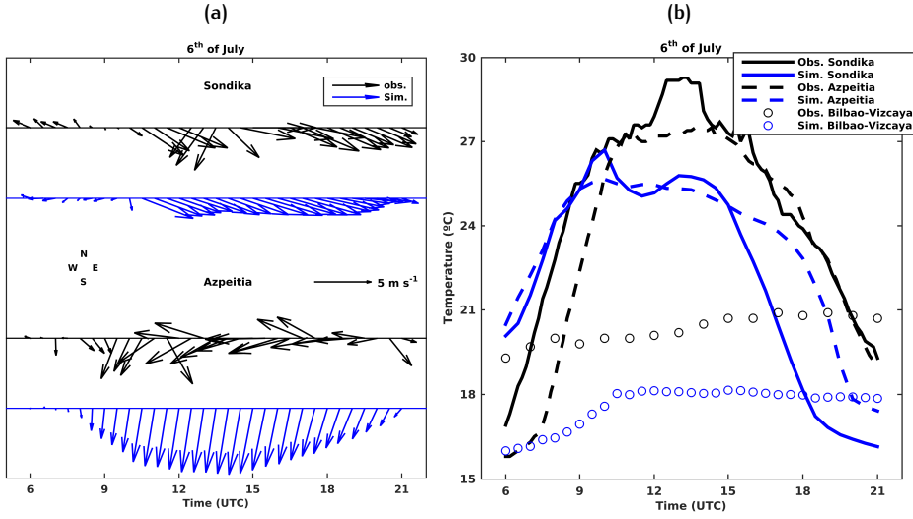 (a)
6th of July
Sondika
obs.
Sim.
N
W E
S
Azpeitia
5 m s-1
6 9 12 15 18 21
Time (UTC)
(b)
6th of July
Obs. Sondika
Sim. Sondika
Obs. Azpeitia
Sim. Azpeitia
Obs. Bilbao-Vizcaya
Sim. Bilbao-Vizcaya
Temperature (ºC)
30
27
24
21
18
15
6 9 12 15 18 21
Time (UTC)